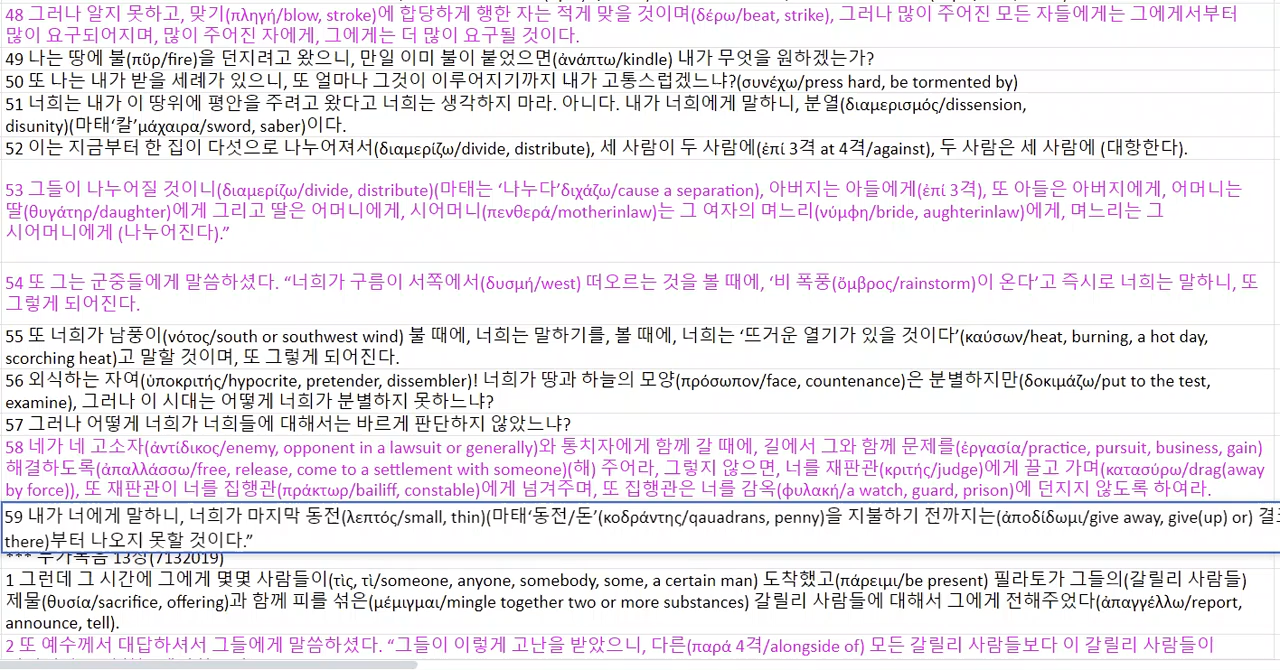 48 그러나 알지 못하고, 맞기(πληγή/blow, stroke)에 합당하게 행한 자는 적게 맞을 것이며(δέρω/beat, strike), 그러나 많이 주어진 모든 자들에게는 그에게서부터
많이 요구되어지며, 많이 주어진 자에게, 그에게는 더 많이 요구될 것이다.
49 나는 땅에 불(πῦρ/fire)을 던지려고 왔으니, 만일 이미 불이 붙었으면(ἀνάπτω/kindle) 내가 무엇을 원하겠는가?
50 또 나는 내가 받을 세례가 있으니, 또 얼마나 그것이 이루어지기까지 내가 고통스럽겠느냐?(συνέχω/press hard, be tormented by)
51 너희는 내가 이 땅위에 평안을 주려고 왔다고 너희는 생각하지 마라. 아니다. 내가 너희에게 말하니, 분열(διαμερισμός/dissension,
disunity)(마태‘칼’μάχαιρα/sword, saber)이다.
52 이는 지금부터 한 집이 다섯으로 나누어져서(διαμερίζω/divide, distribute), 세 사람이 두 사람에(ἐπί 3격 at 4격/against), 두 사람은 세 사람에 (대항한다).
53 그들이 나누어질 것이니(διαμερίζω/divide, distribute)(마태는 ‘나누다’διχάζω/cause a separation), 아버지는 아들에게(ἐπί 3격), 또 아들은 아버지에게, 어머니는
딸(θυγάτηρ/daughter)에게 그리고 딸은 어머니에게, 시어머니(πενθερά/motherinlaw)는 그 여자의 며느리(νύμφη/bride, aughterinlaw)에게, 며느리는 그
시어머니에게 (나누어진다).”
54 또 그는 군중들에게 말씀하셨다. “너희가 구름이 서쪽에서(δυσμή/west) 떠오르는 것을 볼 때에, ‘비 폭풍(ὄμβρος/rainstorm)이 온다’고 즉시로 너희는 말하니, 또
그렇게 되어진다.
55 또 너희가 남풍이(νότος/south or southwest wind) 불 때에, 너희는 말하기를, 볼 때에, 너희는 ‘뜨거운 열기가 있을 것이다’(καύσων/heat, burning, a hot day,
scorching heat)고 말할 것이며, 또 그렇게 되어진다.
56 외식하는 자여(ὑποκριτής/hypocrite, pretender, dissembler)! 너희가 땅과 하늘의 모양(πρόσωπον/face, countenance)은 분별하지만(δοκιμάζω/put to the test,
examine), 그러나 이 시대는 어떻게 너희가 분별하지 못하느냐?
57 그러나 어떻게 너희가 너희들에 대해서는 바르게 판단하지 않았느냐?
58 네가 네 고소자(ἀντίδικος/enemy, opponent in a lawsuit or generally)와 통치자에게 함께 갈 때에, 길에서 그와 함께 문제를(ἐργασία/practice, pursuit, business, gain)
해결하도록(ἀπαλλάσσω/free, release, come to a settlement with someone)(해) 주어라, 그렇지 않으면, 너를 재판관(κριτής/judge)에게 끌고 가며(κατασύρω/drag(away
by force)), 또 재판관이 너를 집행관(πράκτωρ/bailiff, constable)에게 넘겨주며, 또 집행관은 너를 감옥(φυλακή/a watch, guard, prison)에 던지지 않도록 하여라.
59 내가 너에게 말하니, 너희가 마지막 동전(λεπτός/small, thin)(마태‘동전/돈’(κοδράντης/qauadrans, penny)을 지불하기 전까지는(ἀποδίδωμι/give away, give(up) or)
there)부터 나오지 못할 것이다.”
*** 누가복음 13장(7132019)
1 그런데 그 시간에 그에게 몇몇 사람들이(τὶς, τὶ/someone, anyone, somebody, some, a certain man) 도착했고(πάρειμι/be present) 필라토가 그들의(갈릴리 사람들)
제물(θυσία/sacrifice, offering)과 함께 피를 섞은(μέμιγμαι/mingle together two or more substances) 갈릴리 사람들에 대해서 그에게 전해주었다(ἀπαγγέλλω/report,
announce, tell).
2 또 예수께서 대답하셔서 그들에게 말씀하셨다. “그들이 이렇게 고난을 받았으니, 다른(παρά 4격/alongside of) 모든 갈릴리 사람들보다 이 갈릴리 사람들이